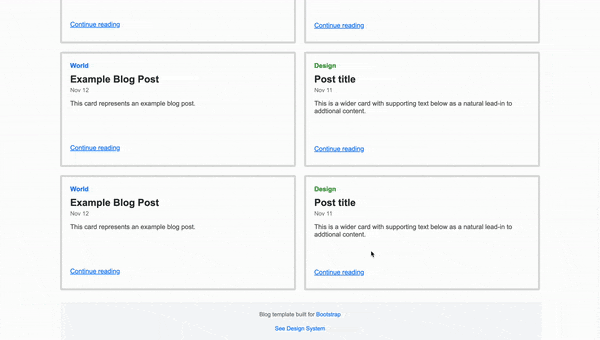 Continue reading
Continue reading
World
Example Blog Post
Nov 12
This card represents an example blog post.
Continue reading
Design
Post title
Nov 11
This is a wider card with supporting text below as a natural lead-in to
addtional content.
Continue reading
World
Example Blog Post
Nov 12
This card represents an example blog post.
Continue reading
Design
Post title
Nov 11
This is a wider card with supporting text below as a natural lead-in to
addtional content.
Continue reading
Blog template built for Bootstrap
See Design System